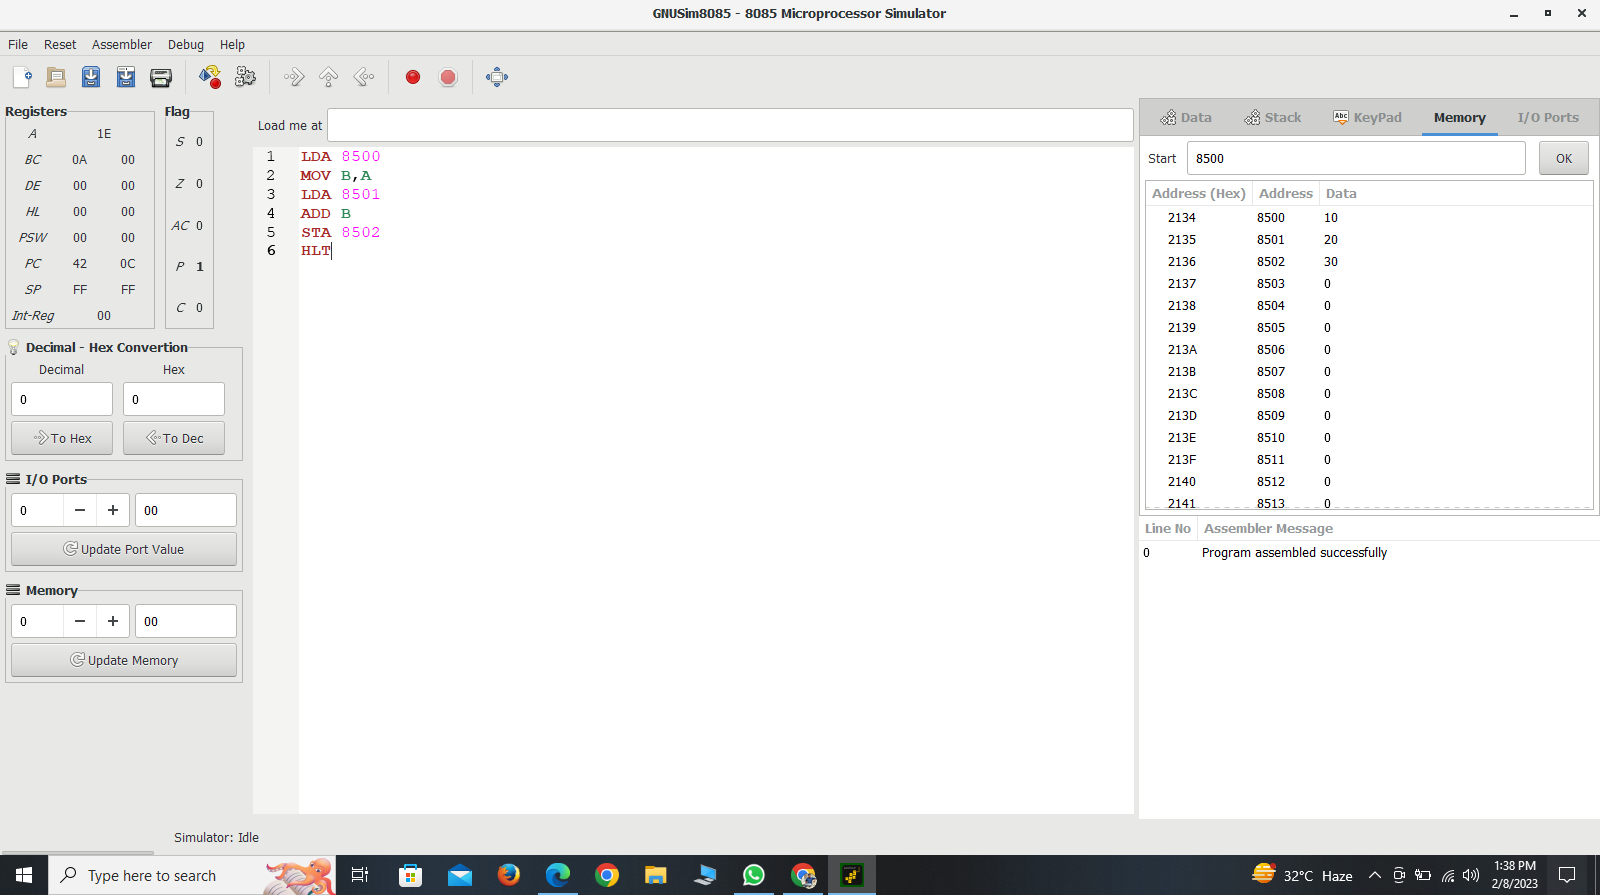 GNUSim8085 - 8085 Microprocessor Simulator
File Reset Assembler Debug Help
Registers
A 1E
BC 0A 00
DE 00 00
HL 00 00
PSW 00 00
PC 42 0C
SP FF FF
Int-Reg 00
Flag
S 0
Z 0
AC 0
P 1
C 0
Decimal - Hex Convertion
Decimal Hex
0 0
To Hex To Dec
I/O Ports
0 − + 00
Update Port Value
Memory
0 − + 00
Update Memory
Load me at
1 LDA 8500
2 MOV B,A
3 LDA 8501
4 ADD B
5 STA 8502
6 HLT
Data Stack Abc KeyPad Memory I/O Ports
Start 8500 OK
Address (Hex) Address Data
2134 8500 10
2135 8501 20
2136 8502 30
2137 8503 0
2138 8504 0
2139 8505 0
213A 8506 0
213B 8507 0
213C 8508 0
213D 8509 0
213E 8510 0
213F 8511 0
2140 8512 0
2141 8513 0
Line No Assembler Message
0 Program assembled successfully
Simulator: Idle
Type here to search
32°C Haze
1:38 PM
2/8/2023